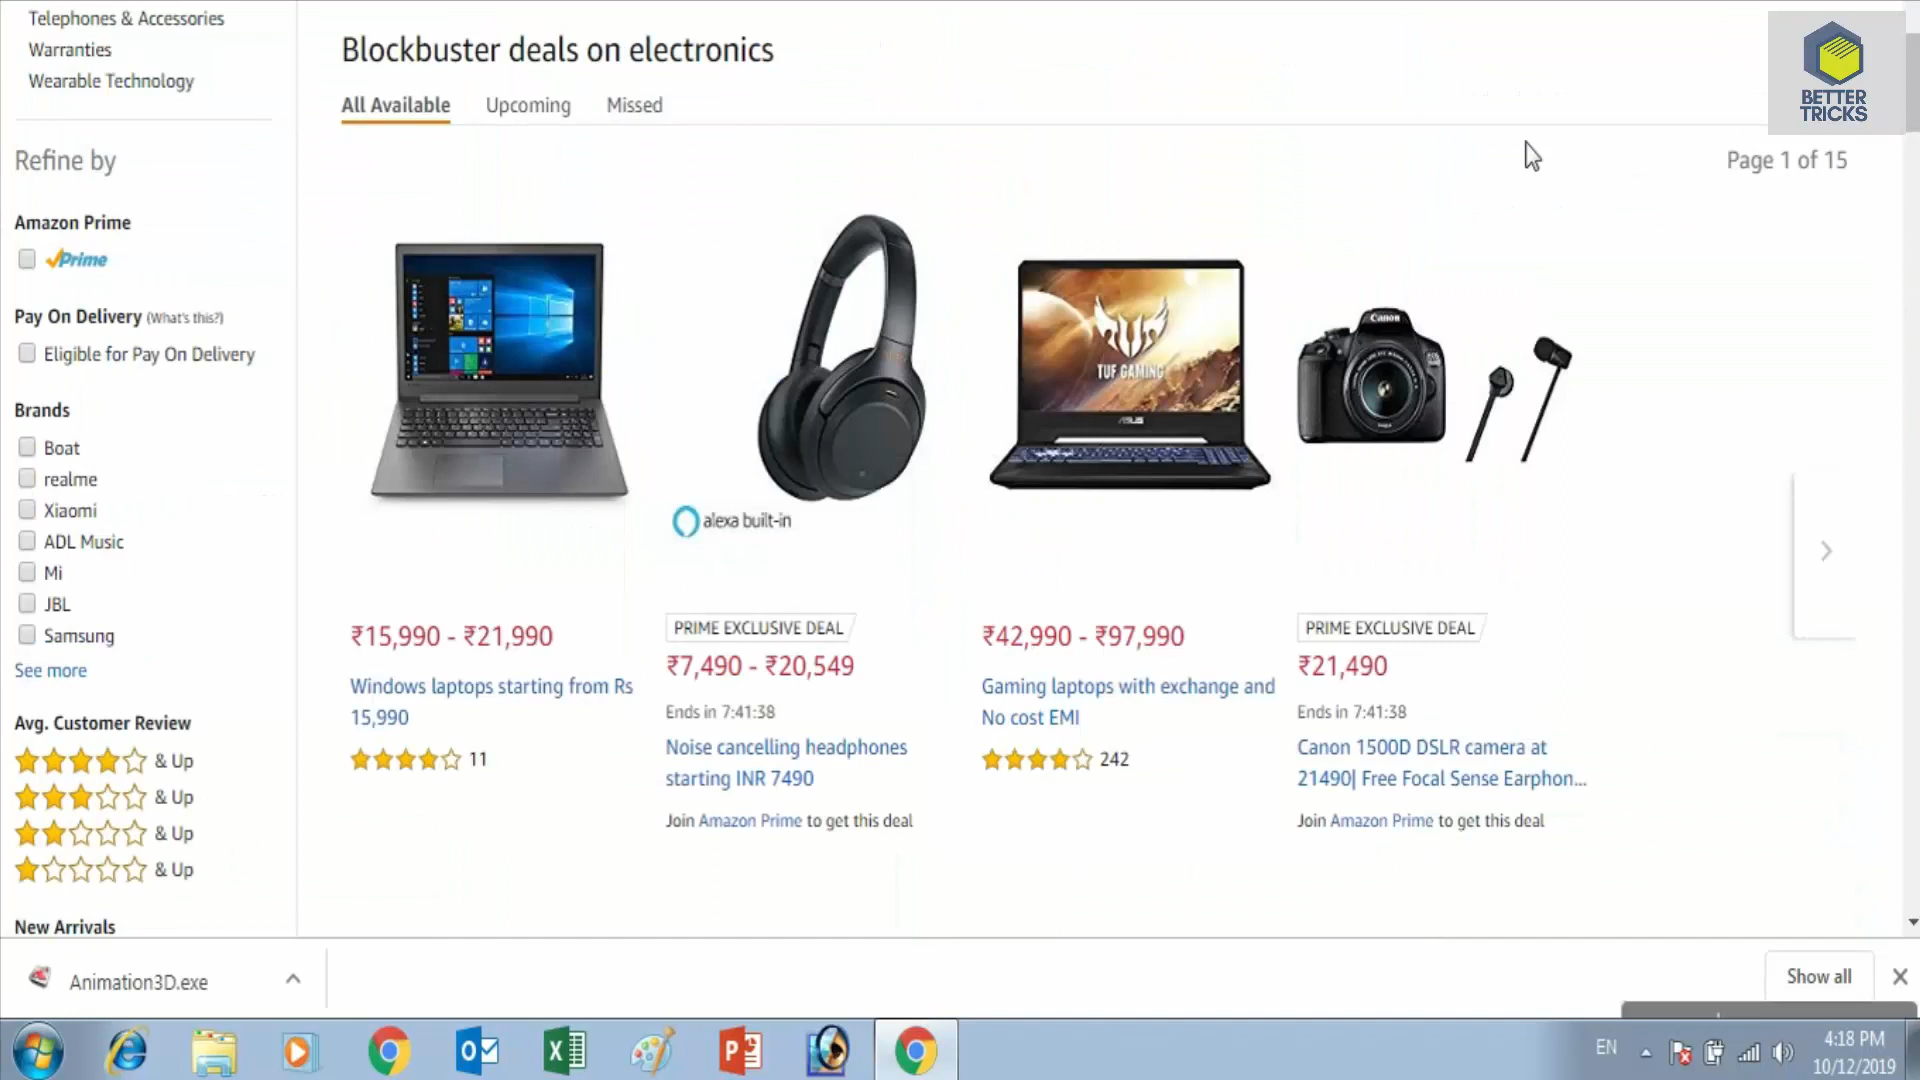 Telephones & Accessories
Warranties
Wearable Technology
Refine by
Amazon Prime
Prime
Pay On Delivery (What's this?)
Eligible for Pay On Delivery
Brands
Boat
realme
Xiaomi
ADL Music
Mi
JBL
Samsung
See more
Avg. Customer Review
& Up
& Up
& Up
& Up
New Arrivals
Blockbuster deals on electronics
All Available
Upcoming
Missed
BETTER
TRICKS
Page 1 of 15
TUF GAMING
ASUS
Canon
alexa built-in
₹15,990 - ₹21,990
Windows laptops starting from Rs
15,990
11
PRIME EXCLUSIVE DEAL
₹7,490 - ₹20,549
Ends in 7:41:38
Noise cancelling headphones
starting INR 7490
Join Amazon Prime to get this deal
₹42,990 - ₹97,990
Gaming laptops with exchange and
No cost EMI
242
PRIME EXCLUSIVE DEAL
₹21,490
Ends in 7:41:38
Canon 1500D DSLR camera at
21490| Free Focal Sense Earphon...
Join Amazon Prime to get this deal
Animation3D.exe
Show all
EN
4:18 PM
10/12/2019